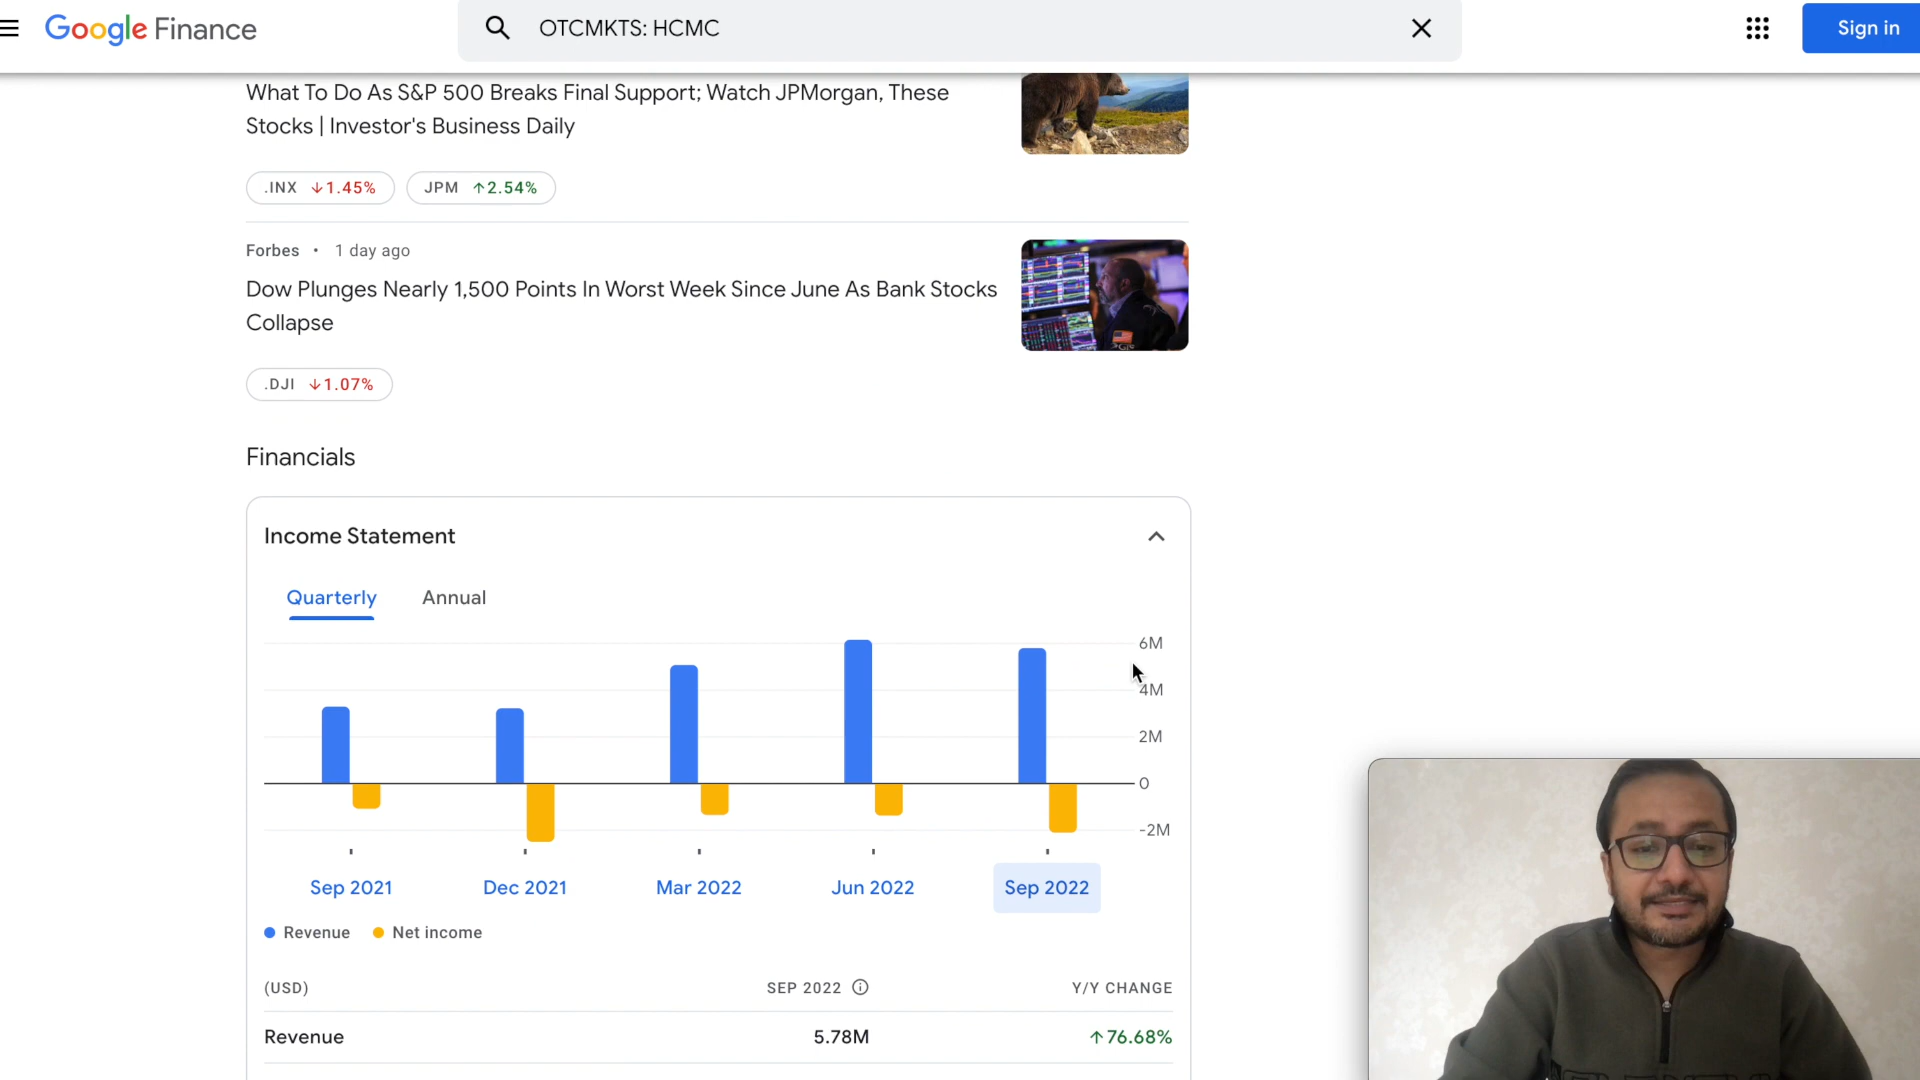 Google Finance
OTCMKTS: HCMC
Sign in
What To Do As S&P 500 Breaks Final Support; Watch JPMorgan, These
Stocks | Investor's Business Daily
.INX ↓1.45% JPM ↑2.54%
Forbes • 1 day ago
Dow Plunges Nearly 1,500 Points In Worst Week Since June As Bank Stocks
Collapse
.DJI ↓1.07%
Financials
Income Statement
Quarterly Annual
6M
4M
2M
0
-2M
Sep 2021 Dec 2021 Mar 2022 Jun 2022 Sep 2022
Revenue Net income
(USD) SEP 2022 Y/Y CHANGE
Revenue 5.78M ↑76.68%